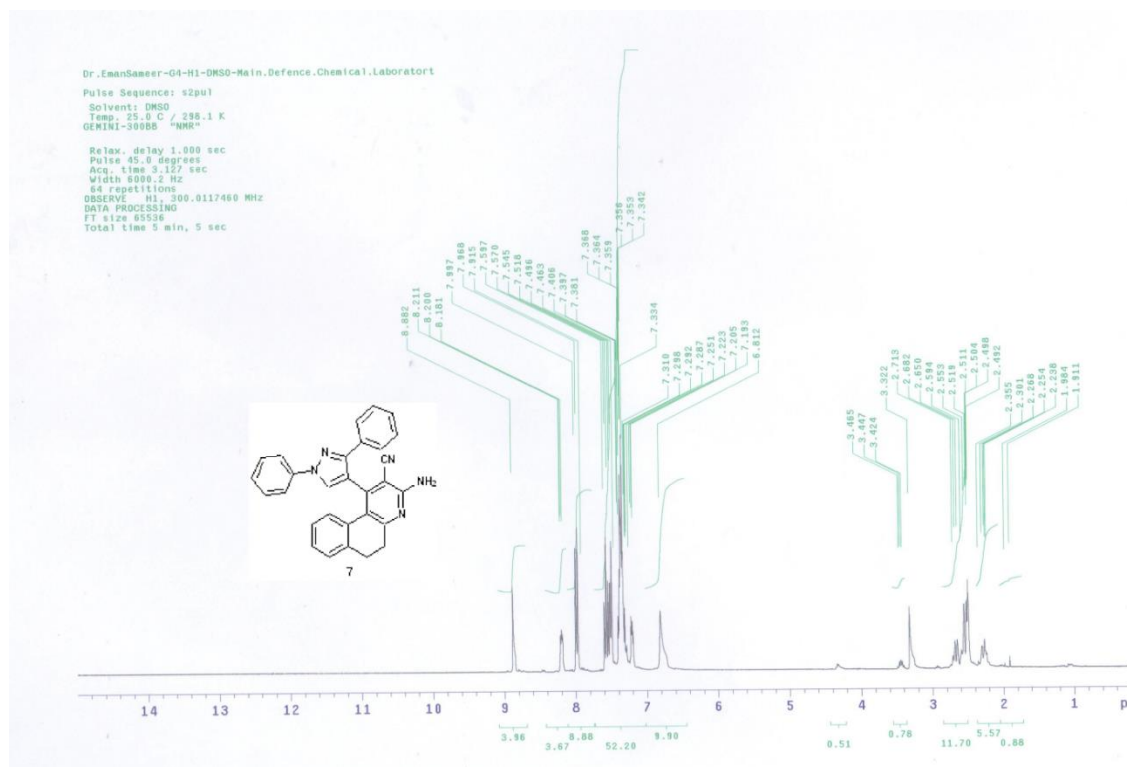 Dr.EmanSameer-G4-H1-DMSO-Main.Defence.Chemical.Laboratort
Pulse Sequence: s2pul
Solvent: DMSO
Temp. 25.0 C / 298.1 K
GEMINI-300BB "NMR"
Relax. delay 1.000 sec
Pulse 45.0 degrees
Acq. time 3.127 sec
Width 6000.2 Hz
64 repetitions
OBSERVE H1, 300.0117460 MHz
DATA PROCESSING
FT size 65536
Total time 5 min, 5 sec
8.882
8.211
8.200
8.181
7.997
7.968
7.915
7.597
7.570
7.545
7.518
7.496
7.463
7.406
7.397
7.381
7.368
7.364
7.359
7.356
7.353
7.342
7.334
7.310
7.298
7.292
7.287
7.251
7.223
7.205
7.193
6.812
3.465
3.447
3.424
3.322
2.713
2.682
2.650
2.594
2.553
2.519
2.511
2.504
2.498
2.492
2.355
2.301
2.268
2.254
2.238
1.984
1.911
N
N
CN
NH₂
N
7
14 13 12 11 10 9 8 7 6 5 4 3 2 1 p
3.96 8.88 9.90 0.76 5.57
3.67 52.20 0.51 11.70 0.88